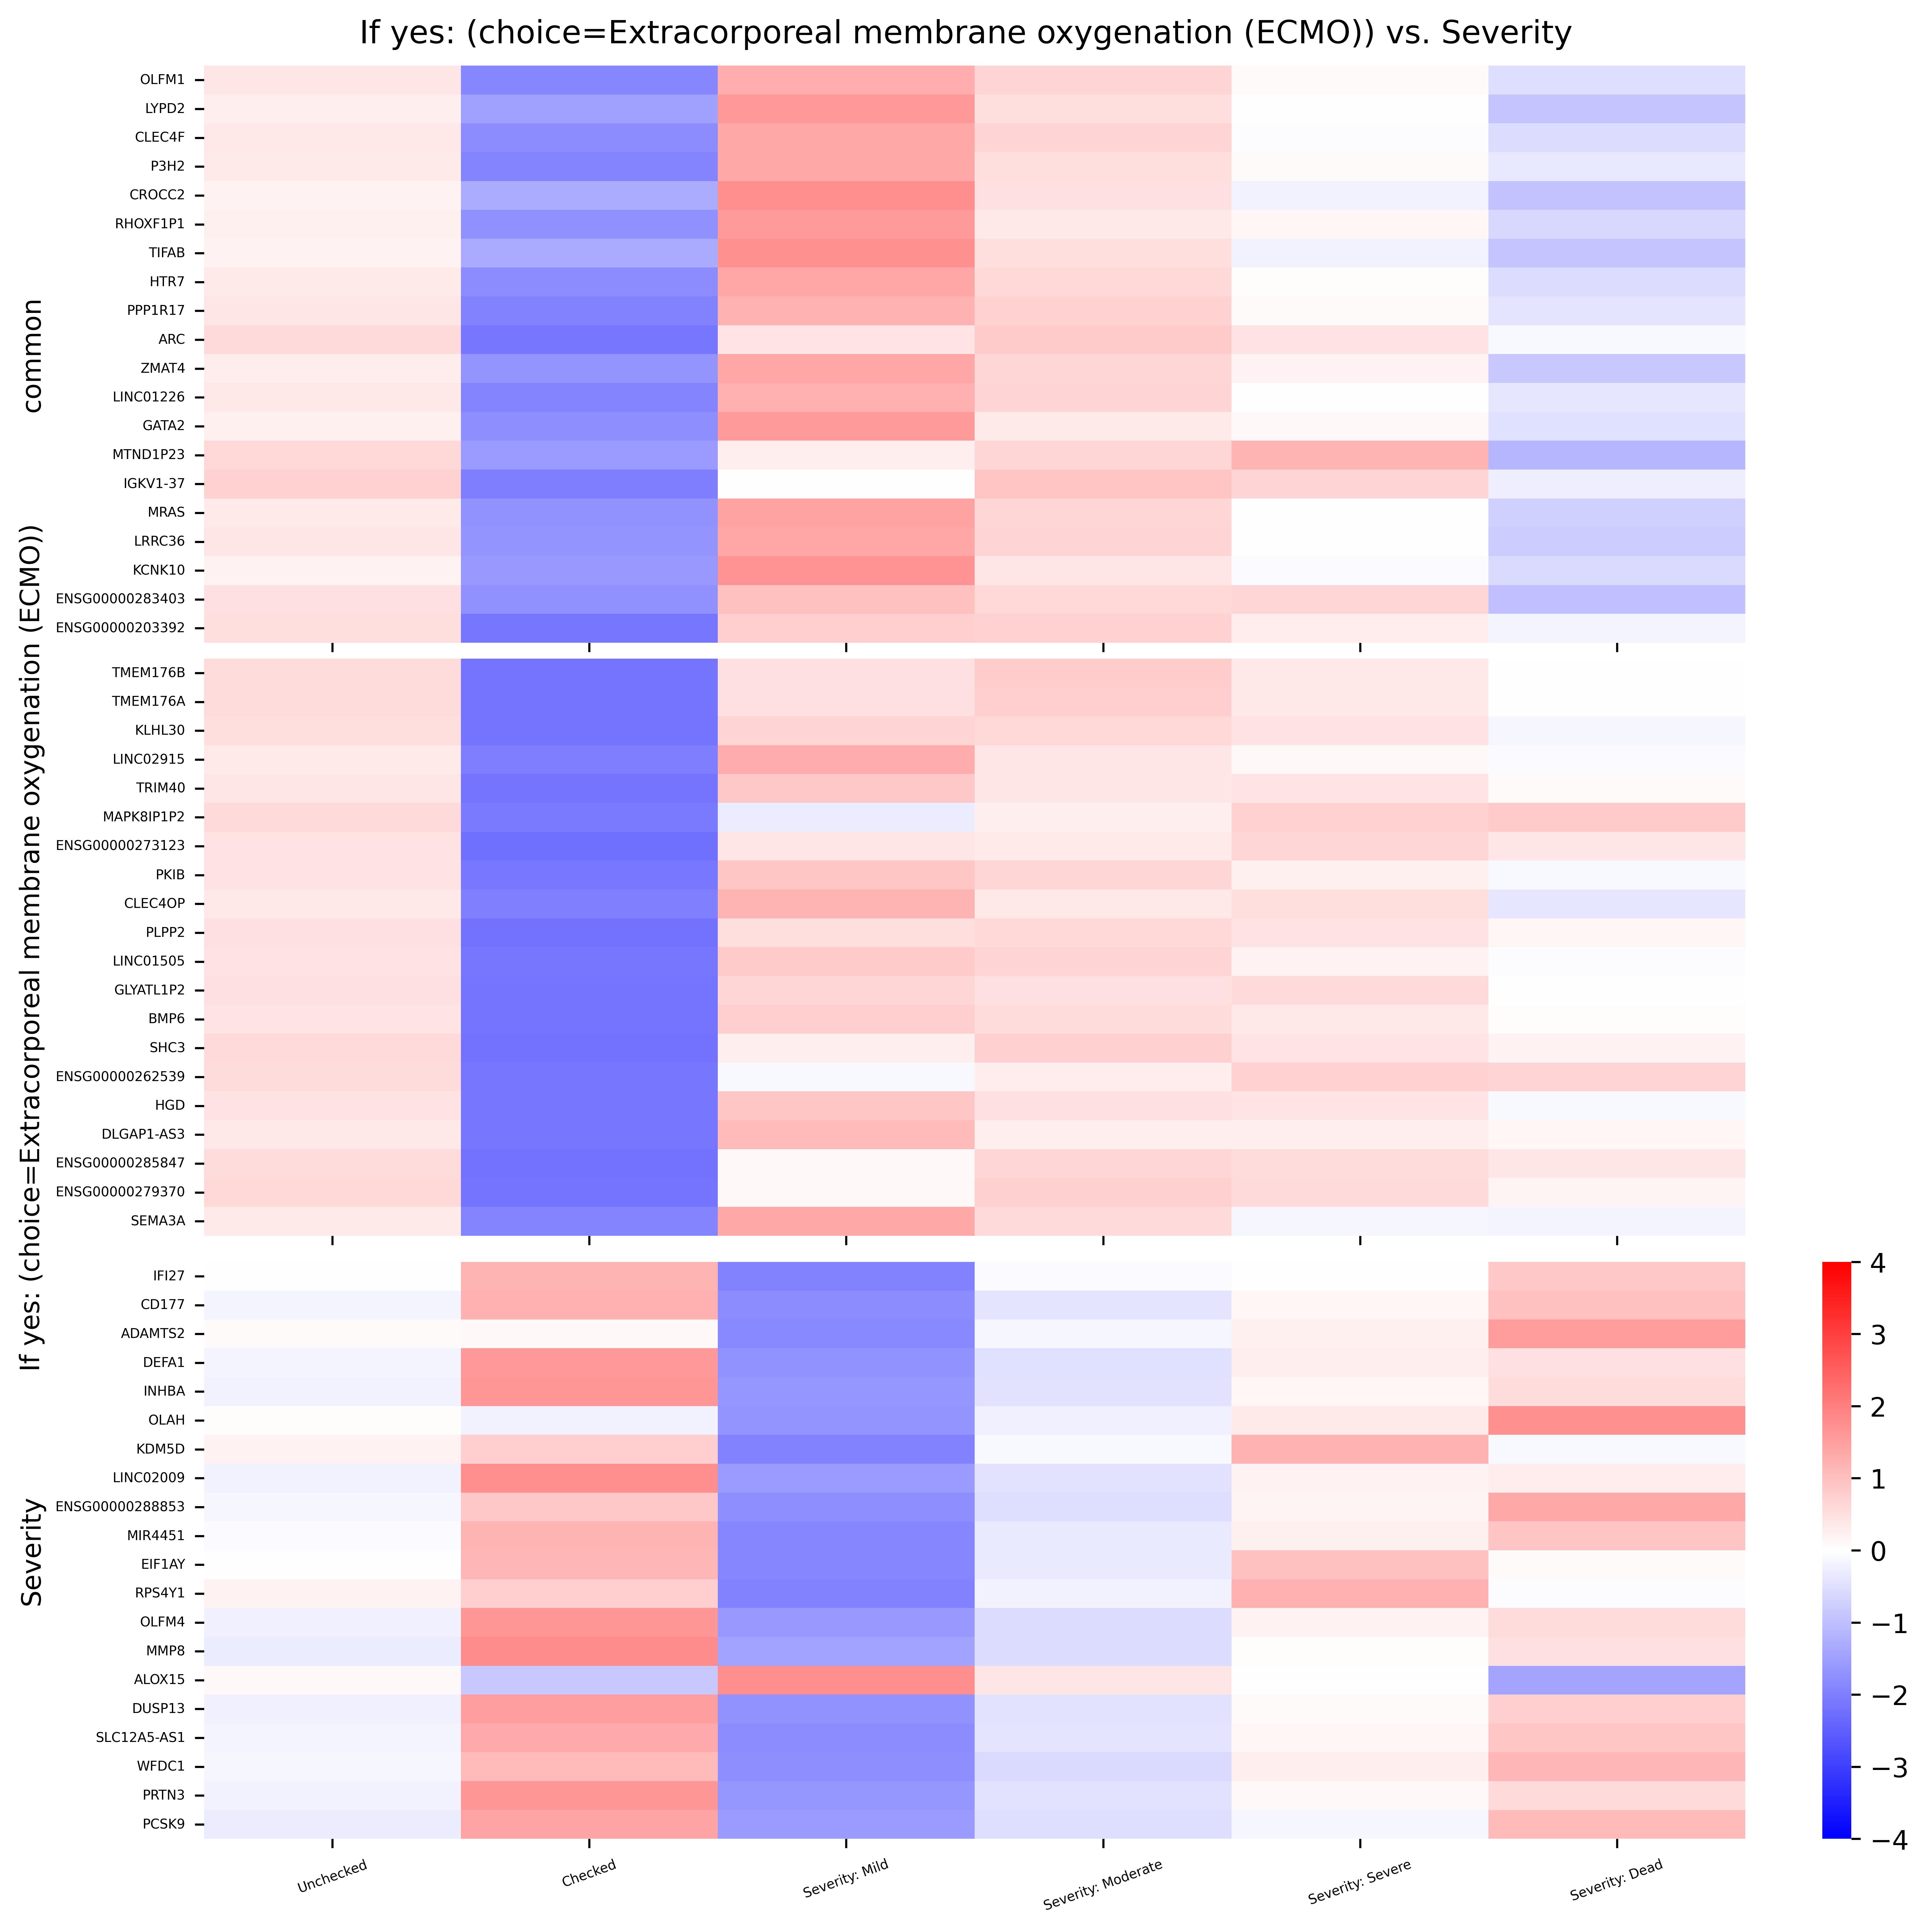 If yes: (choice=Extracorporeal membrane oxygenation (ECMO)) vs. Severity
common
OLFM1
LYPD2
CLEC4F
P3H2
CROCC2
RHOXF1P1
TIFAB
HTR7
PPP1R17
ARC
ZMAT4
LINC01226
GATA2
MTND1P23
IGKV1-37
MRAS
LRRC36
KCNK10
ENSG00000283403
ENSG00000203392
If yes: (choice=Extracorporeal membrane oxygenation (ECMO))
TMEM176B
TMEM176A
KLHL30
LINC02915
TRIM40
MAPK8IP1P2
ENSG00000273123
PKIB
CLEC4OP
PLPP2
LINC01505
GLYATL1P2
BMP6
SHC3
ENSG00000262539
HGD
DLGAP1-AS3
ENSG00000285847
ENSG00000279370
SEMA3A
Severity
IFI27
CD177
ADAMTS2
DEFA1
INHBA
OLAH
KDM5D
LINC02009
ENSG00000288853
MIR4451
EIF1AY
RPS4Y1
OLFM4
MMP8
ALOX15
DUSP13
SLC12A5-AS1
WFDC1
PRTN3
PCSK9
Unchecked
Checked
Severity: Mild
Severity: Moderate
Severity: Severe
Severity: Dead
4
3
2
1
0
−1
−2
−3
−4